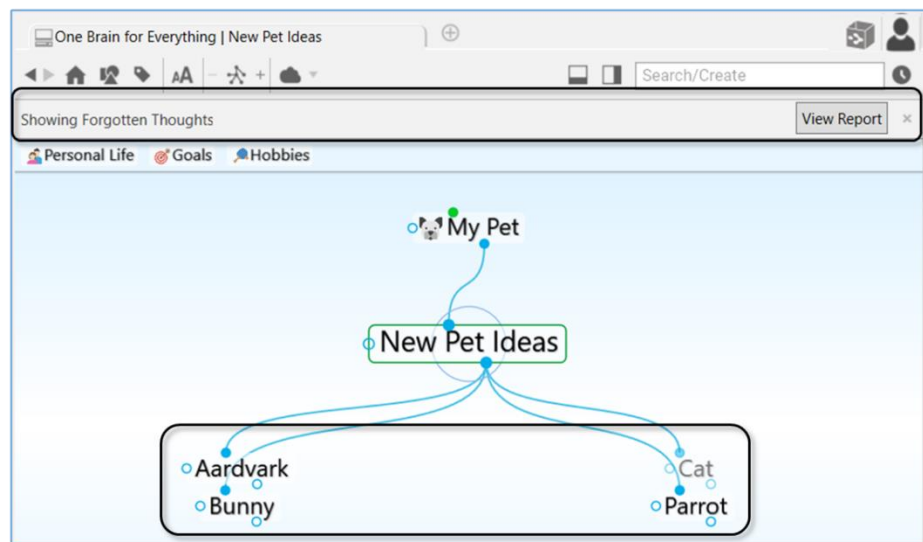 One Brain for Everything | New Pet Ideas
AA
Search/Create
Showing Forgotten Thoughts
View Report
Personal Life
Goals
Hobbies
My Pet
New Pet Ideas
Aardvark
Cat
Bunny
Parrot